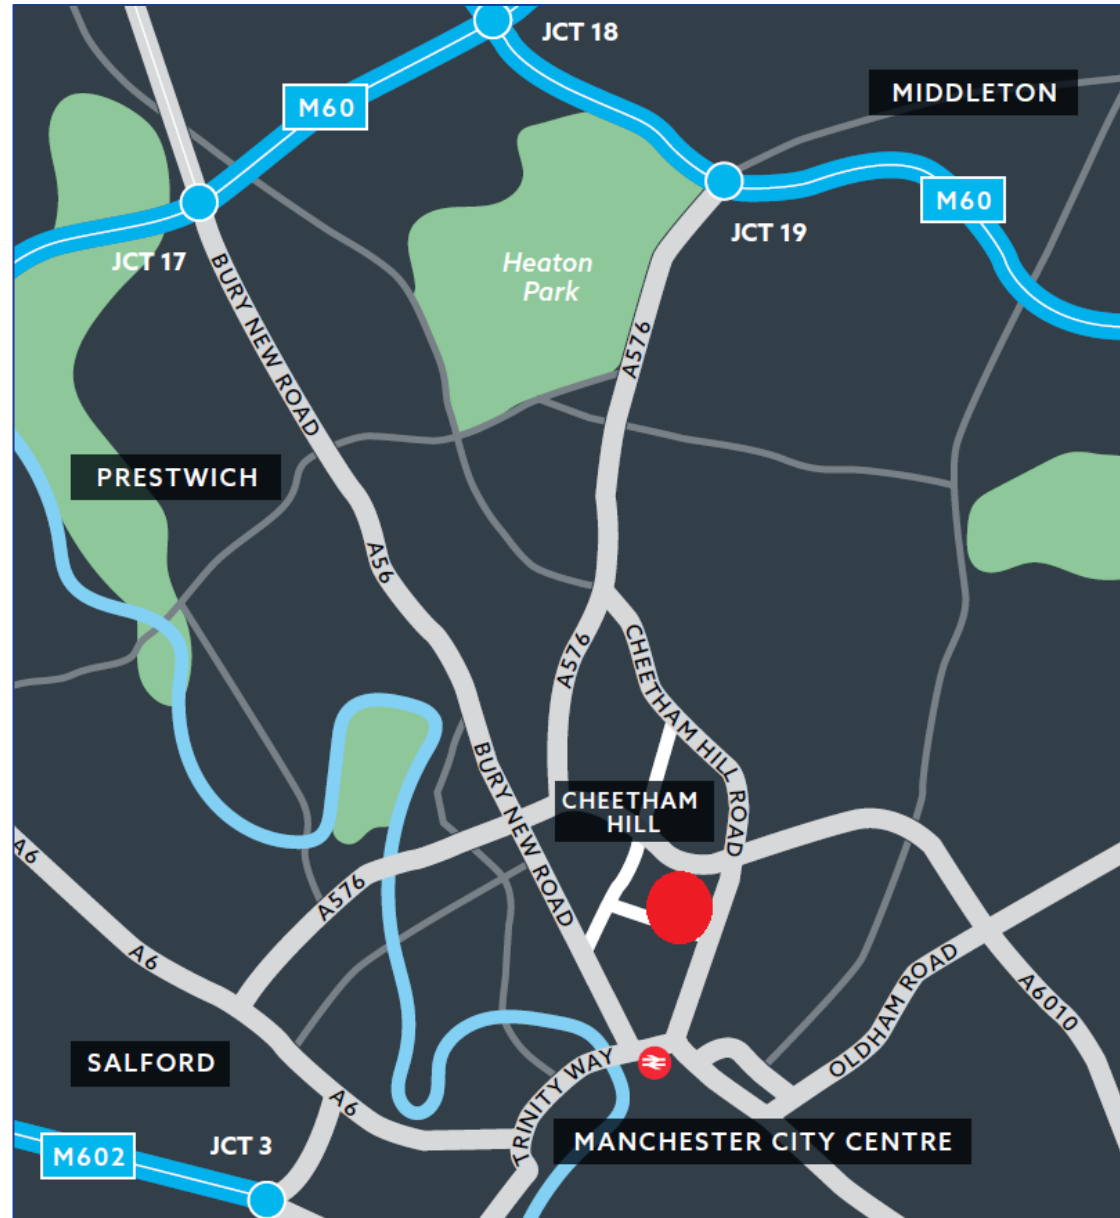 JCT 18
MIDDLETON
M60
M60
JCT 19
JCT 17
Heaton
Park
BURY NEW ROAD
A576
PRESTWICH
A56
A576
CHEETHAM HILL ROAD
BURY NEW ROAD
CHEETHAM
HILL
A6
A576
A6
OLDHAM ROAD
A6010
SALFORD
TRINITY WAY
A6
MANCHESTER CITY CENTRE
JCT 3
M602